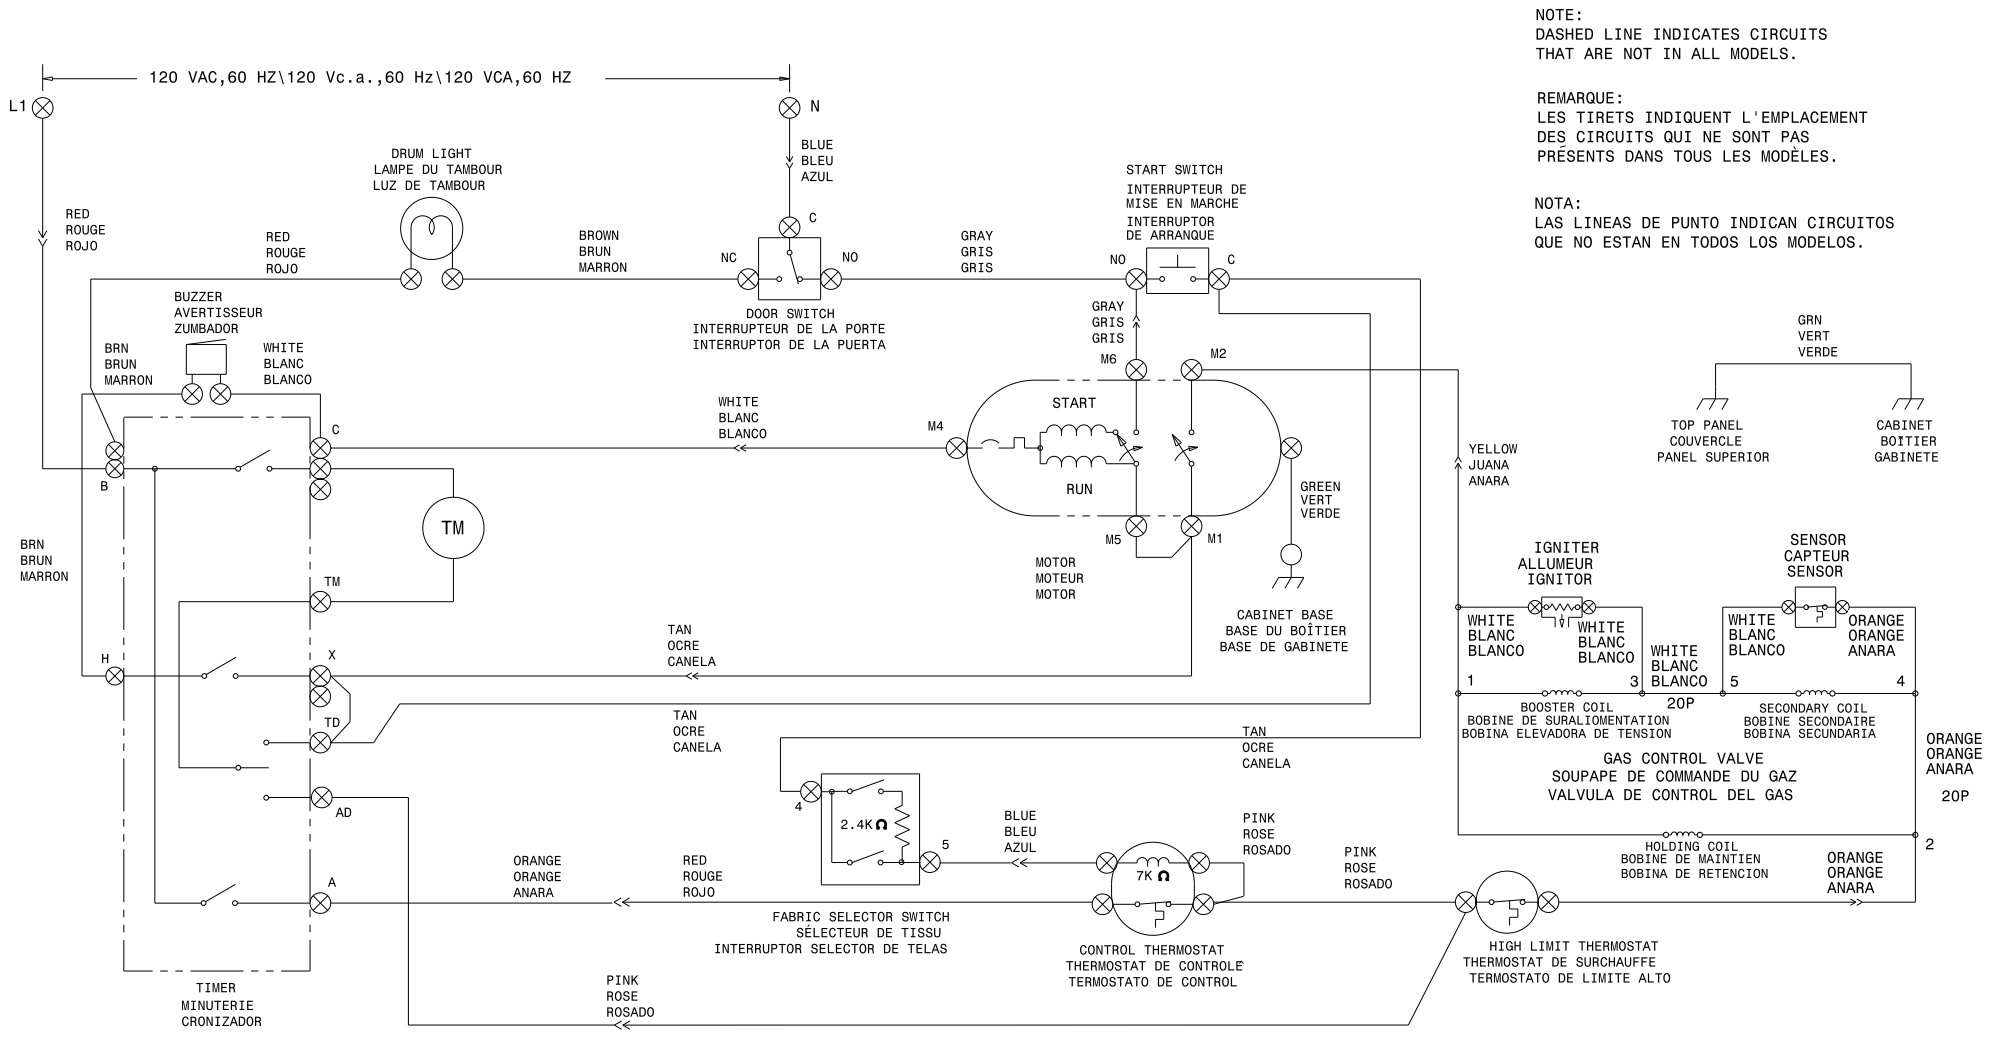 NOTE:
DASHED LINE INDICATES CIRCUITS
THAT ARE NOT IN ALL MODELS.
REMARQUE:
LES TIRETS INDIQUENT L'EMPLACEMENT
DES CIRCUITS QUI NE SONT PAS
PRÉSENTS DANS TOUS LES MODÈLES.
NOTA:
LAS LINEAS DE PUNTO INDICAN CIRCUITOS
QUE NO ESTAN EN TODOS LOS MODELOS.
120 VAC,60 HZ\120 Vc.a.,60 Hz\120 VCA,60 HZ
L1
N
BLUE
BLEU
AZUL
DRUM LIGHT
LAMPE DU TAMBOUR
LUZ DE TAMBOUR
RED
ROUGE
ROJO
RED
ROUGE
ROJO
BROWN
BRUN
MARRON
C
NC
NO
DOOR SWITCH
INTERRUPTEUR DE LA PORTE
INTERRUPTOR DE LA PUERTA
GRAY
GRIS
GRIS
START SWITCH
INTERRUPTEUR DE
MISE EN MARCHE
INTERRUPTOR
DE ARRANQUE
NO
C
GRAY
GRIS
GRIS
BUZZER
AVERTISSEUR
ZUMBADOR
BRN
BRUN
MARRON
WHITE
BLANC
BLANCO
C
B
BRN
BRUN
MARRON
TM
TM
H
X
TD
AD
A
TIMER
MINUTERIE
CRONIZADOR
WHITE
BLANC
BLANCO
M4
M6
M2
START
RUN
M5
M1
MOTOR
MOTEUR
MOTOR
GREEN
VERT
VERDE
CABINET BASE
BASE DU BOÎTIER
BASE DE GABINETE
GRN
VERT
VERDE
TOP PANEL
COUVERCLE
PANEL SUPERIOR
CABINET
BOÎTIER
GABINETE
YELLOW
JUANA
ANARA
TAN
OCRE
CANELA
TAN
OCRE
CANELA
TAN
OCRE
CANELA
IGNITER
ALLUMEUR
IGNITOR
SENSOR
CAPTEUR
SENSOR
WHITE
BLANC
BLANCO
WHITE
BLANC
BLANCO
WHITE
BLANC
BLANCO
20P
WHITE
BLANC
BLANCO
ORANGE
ORANGE
ANARA
1
3
5
4
BOOSTER COIL
BOBINE DE SURALIOMENTATION
BOBINA ELEVADORA DE TENSION
SECONDARY COIL
BOBINE SECONDAIRE
BOBINA SECUNDARIA
GAS CONTROL VALVE
SOUPAPE DE COMMANDE DU GAZ
VALVULA DE CONTROL DEL GAS
ORANGE
ORANGE
ANARA
20P
HOLDING COIL
BOBINE DE MAINTIEN
BOBINA DE RETENCION
2
ORANGE
ORANGE
ANARA
4
2.4K Ω
5
FABRIC SELECTOR SWITCH
SÉLECTEUR DE TISSU
INTERRUPTOR SELECTOR DE TELAS
ORANGE
ORANGE
ANARA
RED
ROUGE
ROJO
BLUE
BLEU
AZUL
7K Ω
PINK
ROSE
ROSADO
PINK
ROSE
ROSADO
CONTROL THERMOSTAT
THERMOSTAT DE CONTROLÈ
TERMOSTATO DE CONTROL
HIGH LIMIT THERMOSTAT
THERMOSTAT DE SURCHAUFFE
TERMOSTATO DE LIMITE ALTO
PINK
ROSE
ROSADO